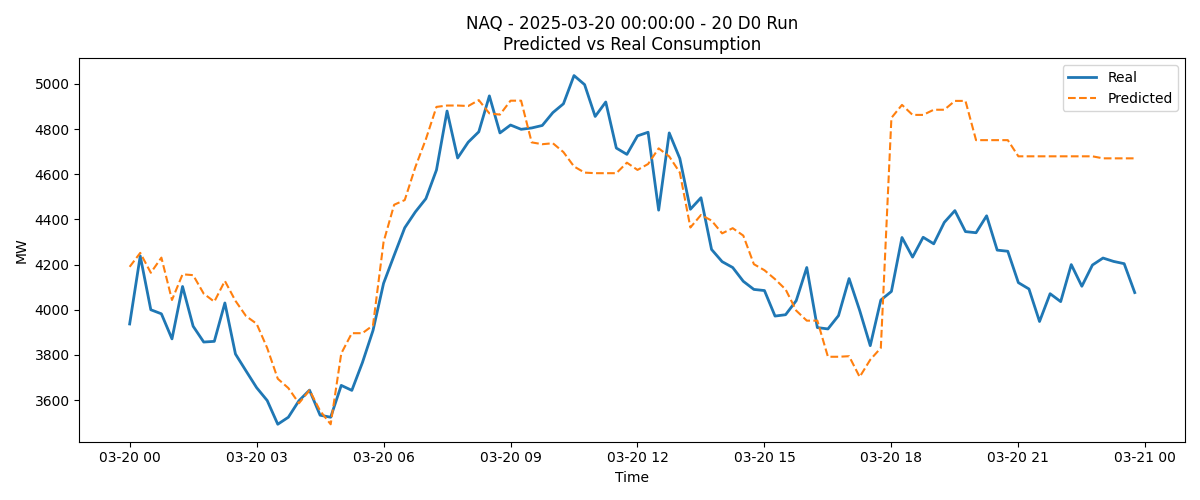 NAQ - 2025-03-20 00:00:00 - 20 D0 Run
Predicted vs Real Consumption
Real
Predicted
MW
5000
4800
4600
4400
4200
4000
3800
3600
03-20 00
03-20 03
03-20 06
03-20 09
03-20 12
03-20 15
03-20 18
03-20 21
03-21 00
Time